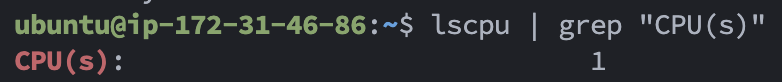 ubuntu@ip-172-31-46-86:~$ lscpu | grep "CPU(s)"
CPU(s): 1